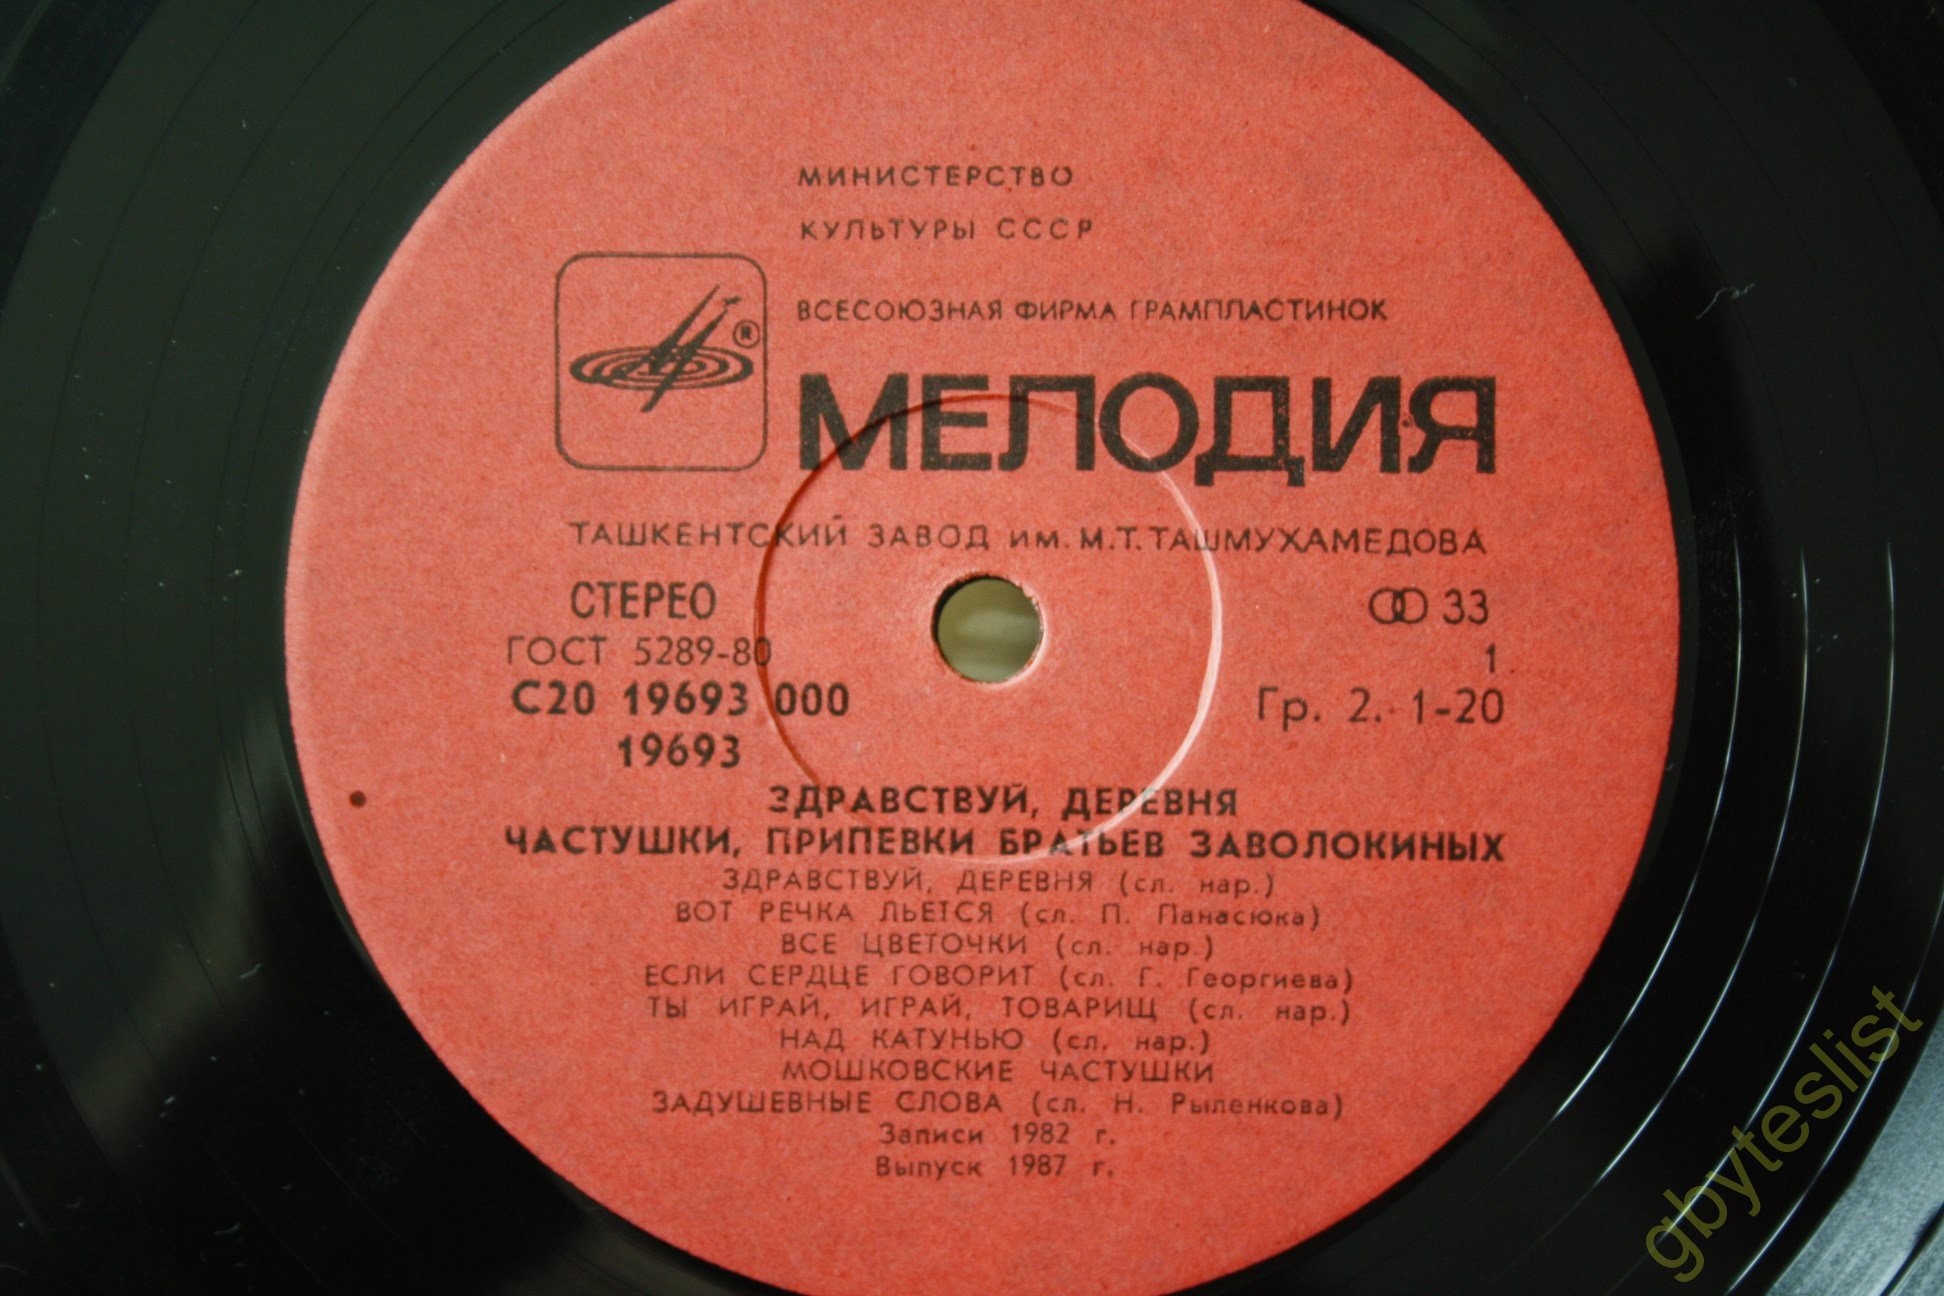 МИНИСТЕРСТВО
КУЛЬТУРЫ СССР
ВСЕСОЮЗНАЯ ФИРМА ГРАМПЛАСТИНОК
®
МЕЛОДИЯ
ТАШКЕНТСКИЙ ЗАВОД им. М.Т. ТАШМУХАМЕДОВА
СТЕРЕО 33
ГОСТ 5289-80 1
С20 19693 000 Гр. 2. 1-20
19693
ЗДРАВСТВУЙ, ДЕРЕВНЯ
ЧАСТУШКИ, ПРИПЕВКИ БРАТЬЕВ ЗАВОЛОКИНЫХ
ЗДРАВСТВУЙ, ДЕРЕВНЯ (сл. нар.)
ВОТ РЕЧКА ЛЬЕТСЯ (сл. П. Панасюка)
ВСЕ ЦВЕТОЧКИ (сл. нар.)
ЕСЛИ СЕРДЦЕ ГОВОРИТ (сл. Г. Георгиева)
ТЫ ИГРАЙ, ИГРАЙ, ТОВАРИЩ (сл. нар.)
НАД КАТУНЬЮ (сл. нар.)
МОШКОВСКИЕ ЧАСТУШКИ
ЗАДУШЕВНЫЕ СЛОВА (сл. Н. Рыленкова)
Записи 1982 г.
Выпуск 1987 г.
gbyteslist